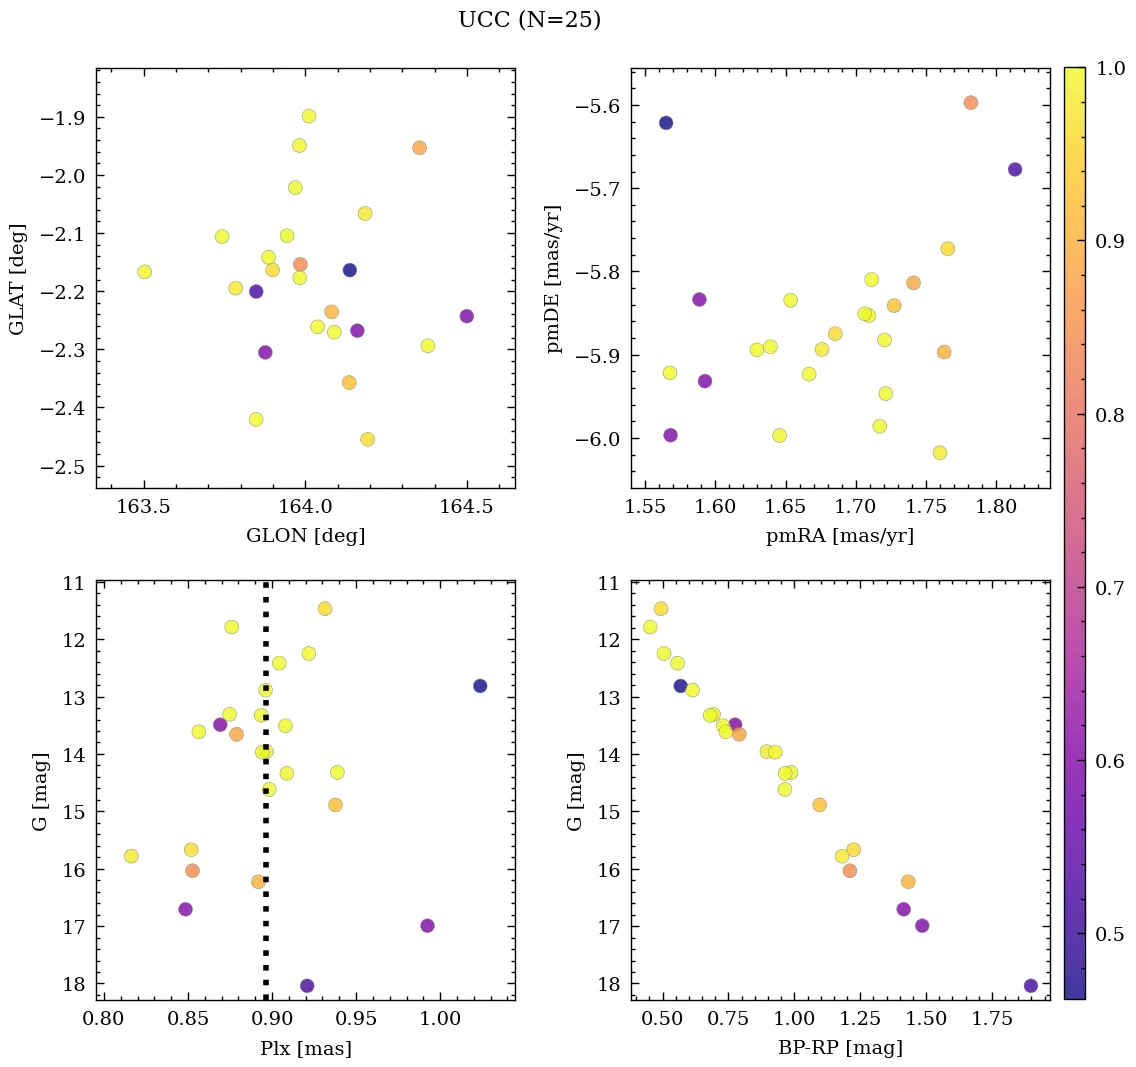 UCC (N=25)
−1.9
−2.0
−2.1
−2.2
−2.3
−2.4
−2.5
GLAT [deg]
163.5 164.0 164.5
GLON [deg]
−5.6
−5.7
−5.8
−5.9
−6.0
pmDE [mas/yr]
1.55 1.60 1.65 1.70 1.75 1.80
pmRA [mas/yr]
11
12
13
14
15
16
17
18
G [mag]
0.80 0.85 0.90 0.95 1.00
Plx [mas]
11
12
13
14
15
16
17
18
G [mag]
0.50 0.75 1.00 1.25 1.50 1.75
BP-RP [mag]
1.0
0.9
0.8
0.7
0.6
0.5